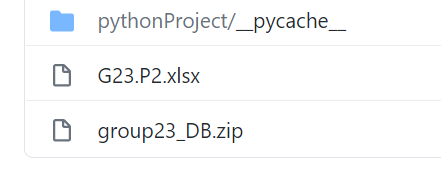 pythonProject/__pycache__
G23.P2.xlsx
group23_DB.zip